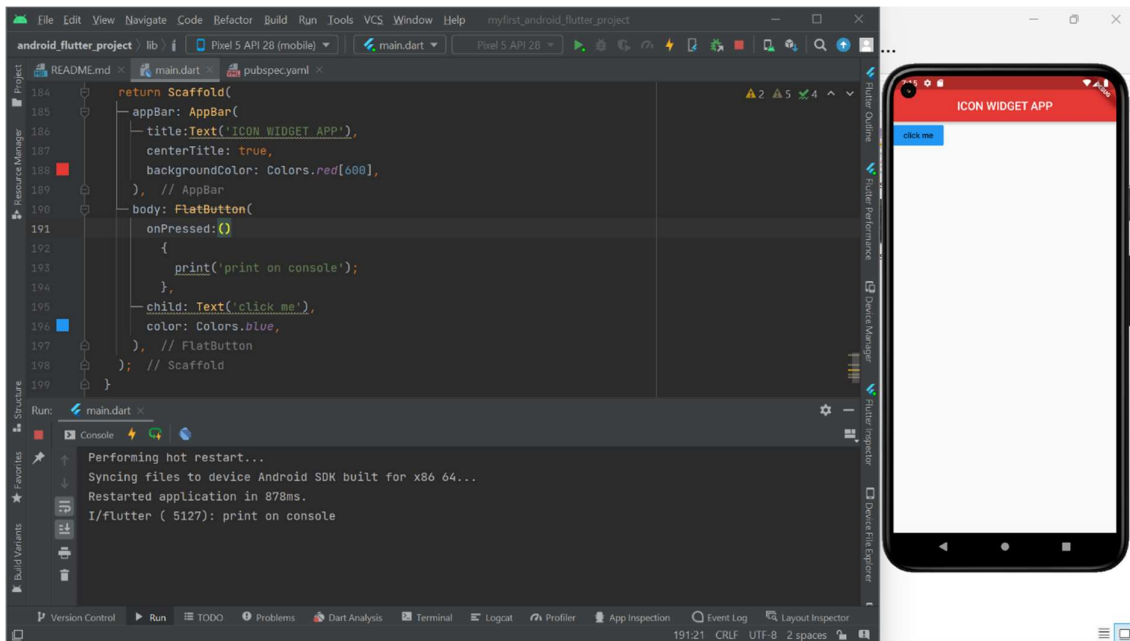 File Edit View Navigate Code Refactor Build Run Tools VCS Window Help myfirst_android_flutter_project
android_flutter_project lib Pixel 5 API 28 (mobile) main.dart Pixel 5 API 28
README.md main.dart pubspec.yaml
184 return Scaffold(
185 appBar: AppBar(
186 title:Text('ICON WIDGET APP'),
187 centerTitle: true,
188 backgroundColor: Colors.red[600],
189 ), // AppBar
190 body: FlatButton(
191 onPressed:()
192 {
193 print('print on console');
194 },
195 child: Text('click me'),
196 color: Colors.blue,
197 ), // FlatButton
198 ); // Scaffold
199 }
2 5 4
Project
Resource Manager
Structure
Favorites
Build Variants
Flutter Outline
Flutter Performance
Device Manager
Flutter Inspector
Device File Explorer
Run: main.dart
Console
Performing hot restart...
Syncing files to device Android SDK built for x86 64...
Restarted application in 878ms.
I/flutter ( 5127): print on console
Version Control Run TODO Problems Dart Analysis Terminal Logcat Profiler App Inspection Event Log Layout Inspector
191:21 CRLF UTF-8 2 spaces
...
ICON WIDGET APP
click me